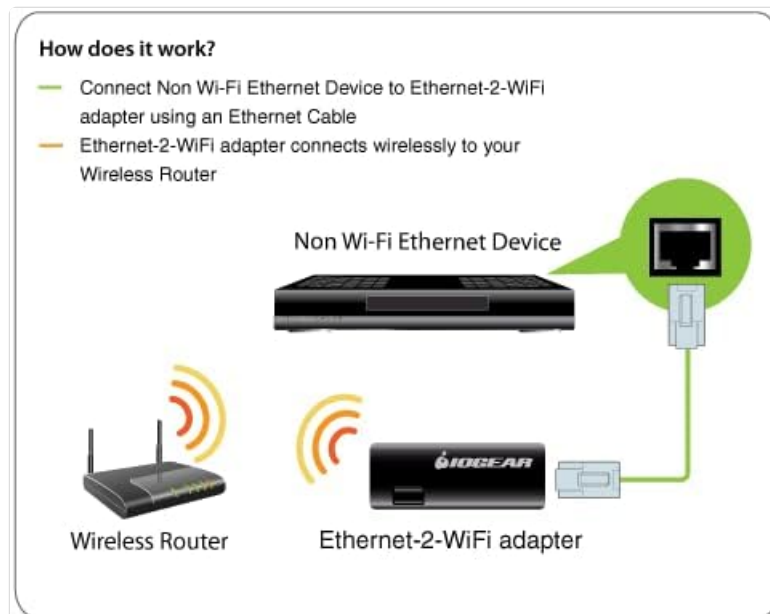 How does it work?
Connect Non Wi-Fi Ethernet Device to Ethernet-2-WiFi
adapter using an Ethernet Cable
Ethernet-2-WiFi adapter connects wirelessly to your
Wireless Router
Non Wi-Fi Ethernet Device
IOGEAR
Wireless Router
Ethernet-2-WiFi adapter